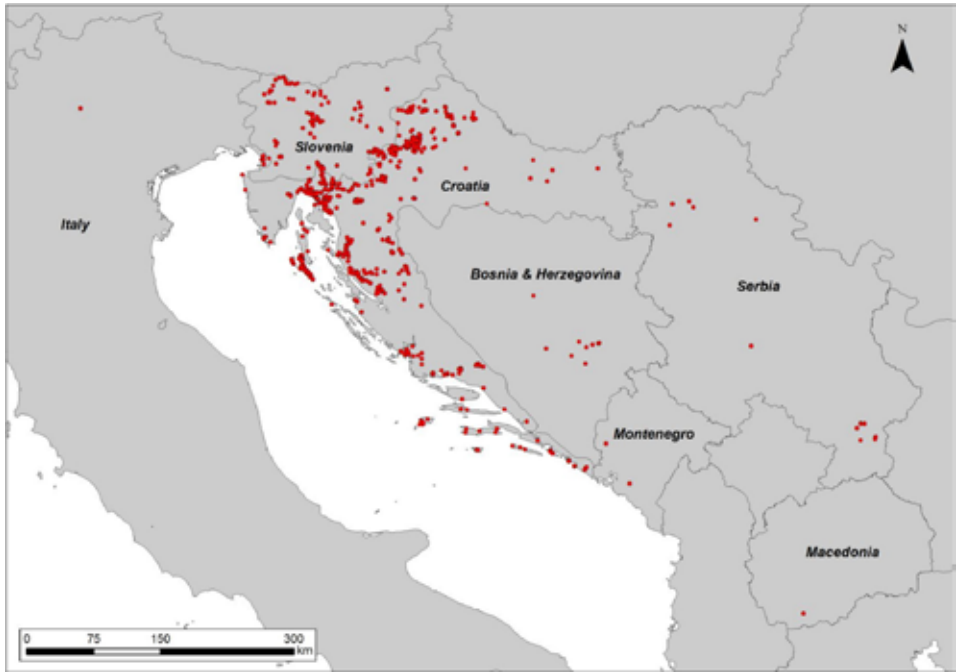 N
Slovenia
Croatia
Italy
Bosnia & Herzegovina
Serbia
Montenegro
Macedonia
0 75 150 300
km